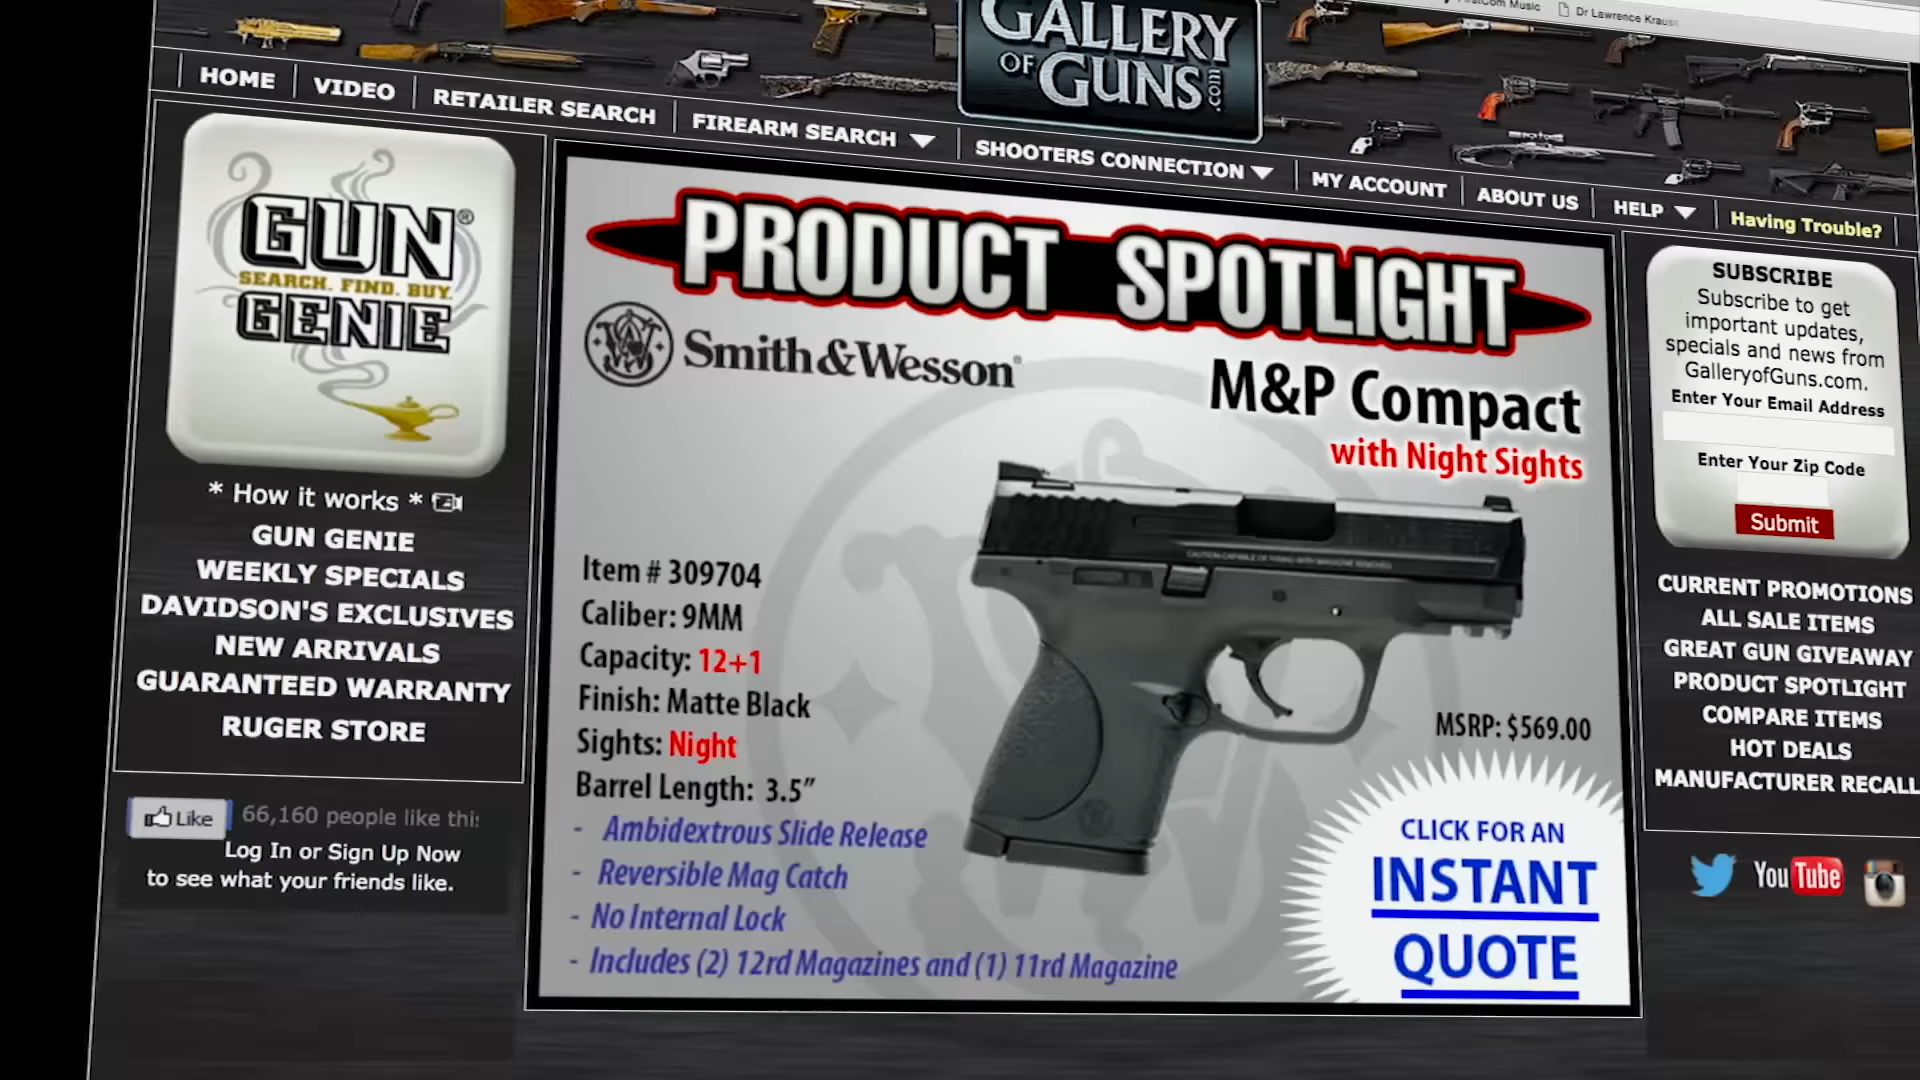 FirstCom Music
Dr Lawrence Krauss
GALLERY
OF
GUNS
.com
HOME
VIDEO
RETAILER SEARCH
FIREARM SEARCH
SHOOTERS CONNECTION
MY ACCOUNT
ABOUT US
HELP
Having Trouble?
GUN®
SEARCH. FIND. BUY.
GENIE
* How it works *
GUN GENIE
WEEKLY SPECIALS
DAVIDSON'S EXCLUSIVES
NEW ARRIVALS
GUARANTEED WARRANTY
RUGER STORE
Like
66,160 people like this
Log In or Sign Up Now
to see what your friends like.
PRODUCT SPOTLIGHT
Smith & Wesson®
M&P Compact
with Night Sights
Item # 309704
Caliber: 9MM
Capacity: 12+1
Finish: Matte Black
Sights: Night
Barrel Length: 3.5”
- Ambidextrous Slide Release
- Reversible Mag Catch
- No Internal Lock
- Includes (2) 12rd Magazines and (1) 11rd Magazine
MSRP: $569.00
CLICK FOR AN
INSTANT
QUOTE
SUBSCRIBE
Subscribe to get
important updates,
specials and news from
GalleryofGuns.com.
Enter Your Email Address
Enter Your Zip Code
Submit
CURRENT PROMOTIONS
ALL SALE ITEMS
GREAT GUN GIVEAWAY
PRODUCT SPOTLIGHT
COMPARE ITEMS
HOT DEALS
MANUFACTURER RECALL
You Tube